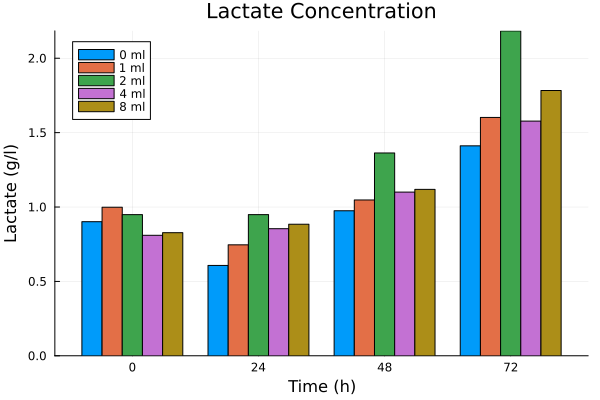 Lactate Concentration
0 ml
1 ml
2 ml
4 ml
8 ml
2.0
1.5
1.0
0.5
0.0
Lactate (g/l)
0 24 48 72
Time (h)